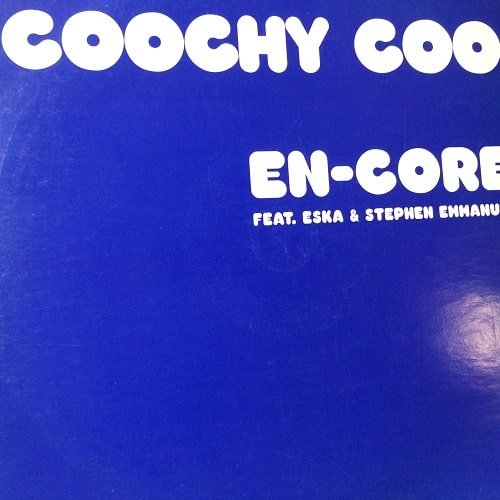 COOCHY COO
EN-CORE
FEAT. ESKA & STEPHEN EMMANU